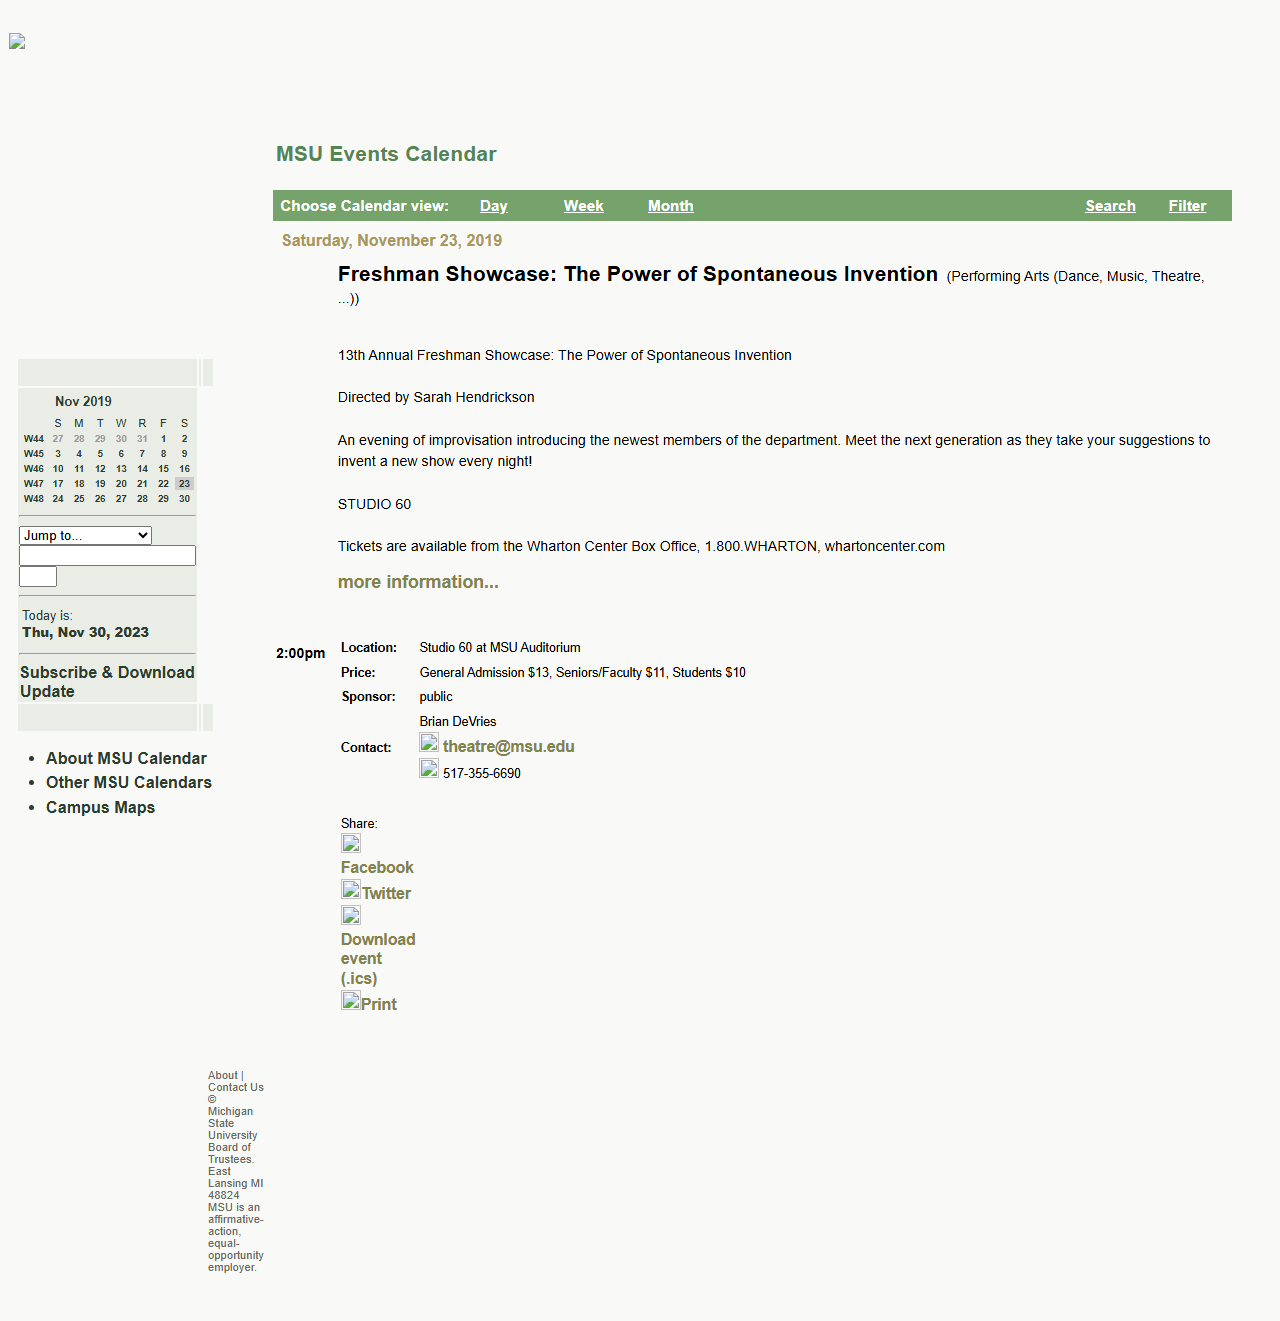 MSU Events Calendar
Choose Calendar view: Day Week Month Search Filter
Saturday, November 23, 2019
Freshman Showcase: The Power of Spontaneous Invention (Performing Arts (Dance, Music, Theatre,
...))
13th Annual Freshman Showcase: The Power of Spontaneous Invention
Directed by Sarah Hendrickson
An evening of improvisation introducing the newest members of the department. Meet the next generation as they take your suggestions to
invent a new show every night!
STUDIO 60
Tickets are available from the Wharton Center Box Office, 1.800.WHARTON, whartoncenter.com
more information...
2:00pm
Location: Studio 60 at MSU Auditorium
Price: General Admission $13, Seniors/Faculty $11, Students $10
Sponsor: public
Contact:
Brian DeVries
theatre@msu.edu
517-355-6690
Share:
Facebook
Twitter
Download
event
(.ics)
Print
Nov 2019
S M T W R F S
W44 27 28 29 30 31 1 2
W45 3 4 5 6 7 8 9
W46 10 11 12 13 14 15 16
W47 17 18 19 20 21 22 23
W48 24 25 26 27 28 29 30
Jump to...
Today is:
Thu, Nov 30, 2023
Subscribe & Download
Update
• About MSU Calendar
• Other MSU Calendars
• Campus Maps
About |
Contact Us
©
Michigan
State
University
Board of
Trustees.
East
Lansing MI
48824
MSU is an
affirmative-
action,
equal-
opportunity
employer.